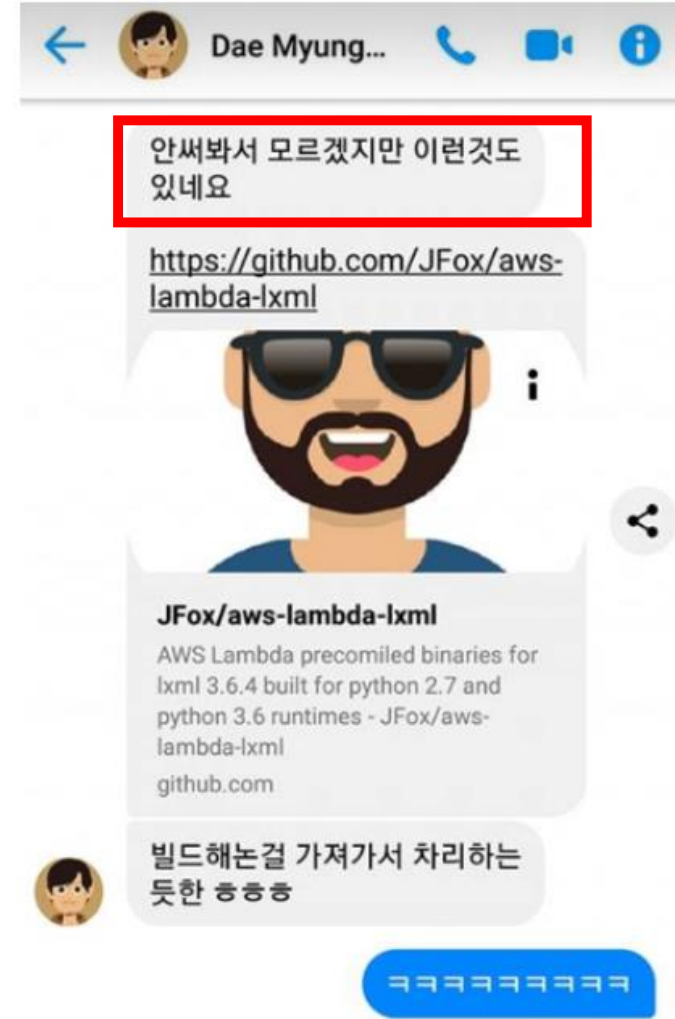 Dae Myung...
안써봐서 모르겠지만 이런것도
있네요
https://github.com/JFox/aws-
lambda-lxml
JFox/aws-lambda-lxml
AWS Lambda precomiled binaries for
lxml 3.6.4 built for python 2.7 and
python 3.6 runtimes - JFox/aws-
lambda-lxml
github.com
빌드해논걸 가져가서 차리하는
듯한 ㅎㅎㅎ
ㅋㅋㅋㅋㅋㅋㅋㅋㅋ